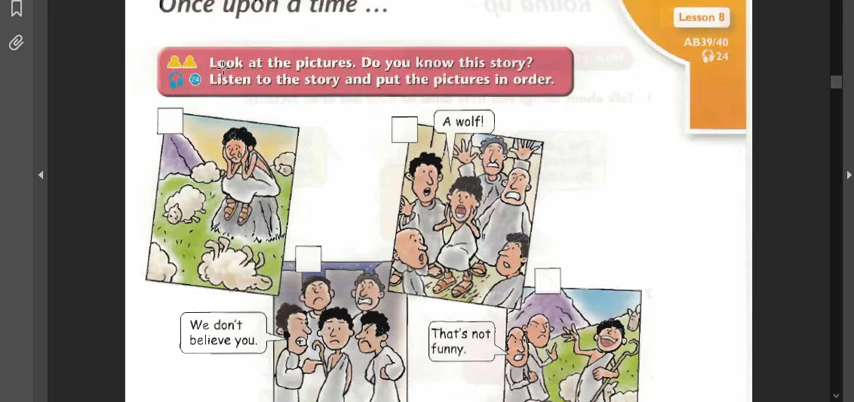 Once upon a time ...
Lesson 8
AB39/40
24
Look at the pictures. Do you know this story?
24 Listen to the story and put the pictures in order.
A wolf!
We don't
believe you.
That's not
funny.